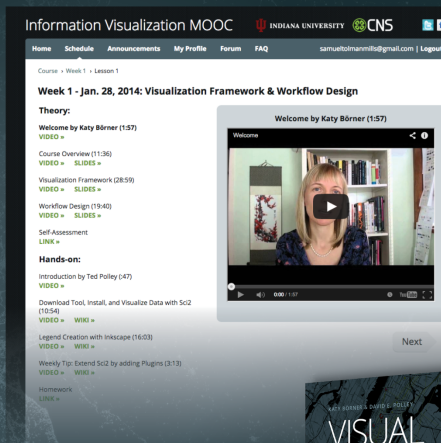 Information Visualization MOOC
INDIANA UNIVERSITY
CNS
Home Schedule Announcements My Profile Forum FAQ samueltolmanmills@gmail.com | Logout
Course › Week 1 › Lesson 1
Week 1 - Jan. 28, 2014: Visualization Framework & Workflow Design
Theory:
Welcome by Katy Börner (1:57)
VIDEO »
Course Overview (11:36)
VIDEO » SLIDES »
Visualization Framework (28:59)
VIDEO » SLIDES »
Workflow Design (19:40)
VIDEO » SLIDES »
Self-Assessment
LINK »
Hands-on:
Introduction by Ted Polley (:47)
VIDEO »
Download Tool, Install, and Visualize Data with Sci2
(10:54)
VIDEO » WIKI »
Legend Creation with Inkscape (16:03)
VIDEO » WIKI »
Weekly Tip: Extend Sci2 by adding Plugins (3:13)
VIDEO » WIKI »
Homework
LINK »
Welcome by Katy Börner (1:57)
Welcome
0:00 / 1:57
YouTube
Next
KATY BÖRNER & DAVID E. POLLEY
VISUAL